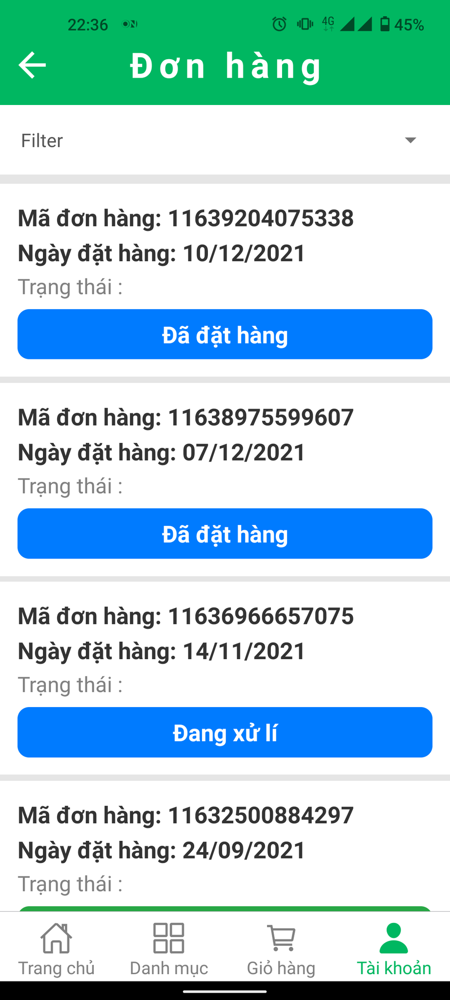 22:36
4G
45%
Đơn hàng
Filter
Mã đơn hàng: 11639204075338
Ngày đặt hàng: 10/12/2021
Trạng thái :
Đã đặt hàng
Mã đơn hàng: 11638975599607
Ngày đặt hàng: 07/12/2021
Trạng thái :
Đã đặt hàng
Mã đơn hàng: 11636966657075
Ngày đặt hàng: 14/11/2021
Trạng thái :
Đang xử lí
Mã đơn hàng: 11632500884297
Ngày đặt hàng: 24/09/2021
Trạng thái :
Trang chủ
Danh mục
Giỏ hàng
Tài khoản